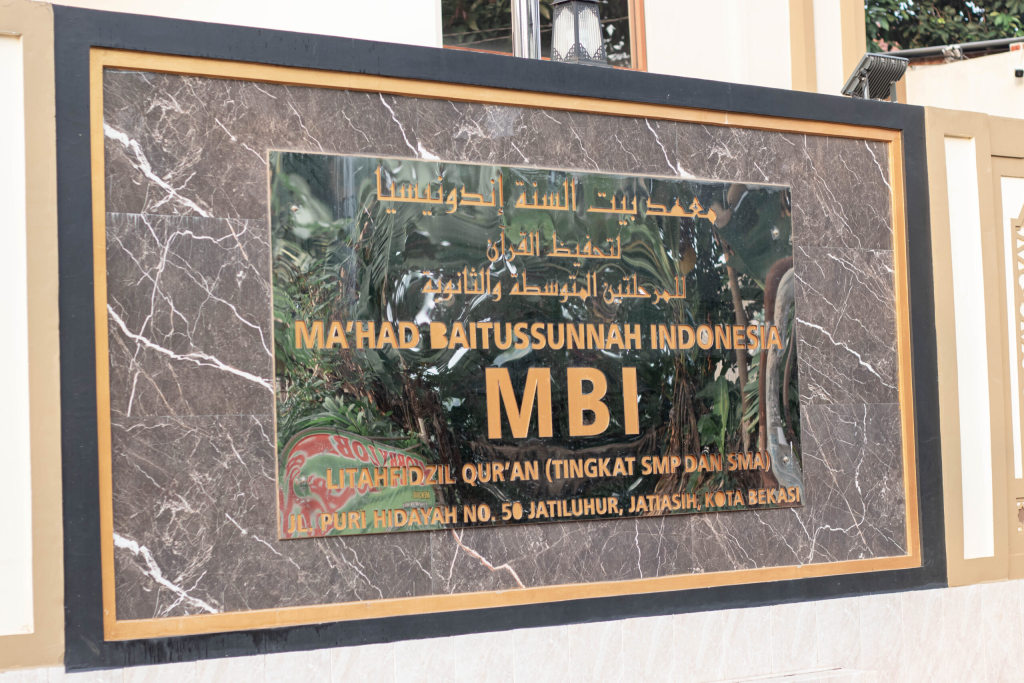 معهد بيت السنة إندونيسيا
لتحفيظ القرآن
للمرحلتين المتوسطة والثانوية
MA'HAD BAITUSSUNNAH INDONESIA
MBI
LITAHFIDZIL QUR'AN (TINGKAT SMP DAN SMA)
JL. PURI HIDAYAH NO. 50 JATILUHUR, JATIASIH, KOTA BEKASI